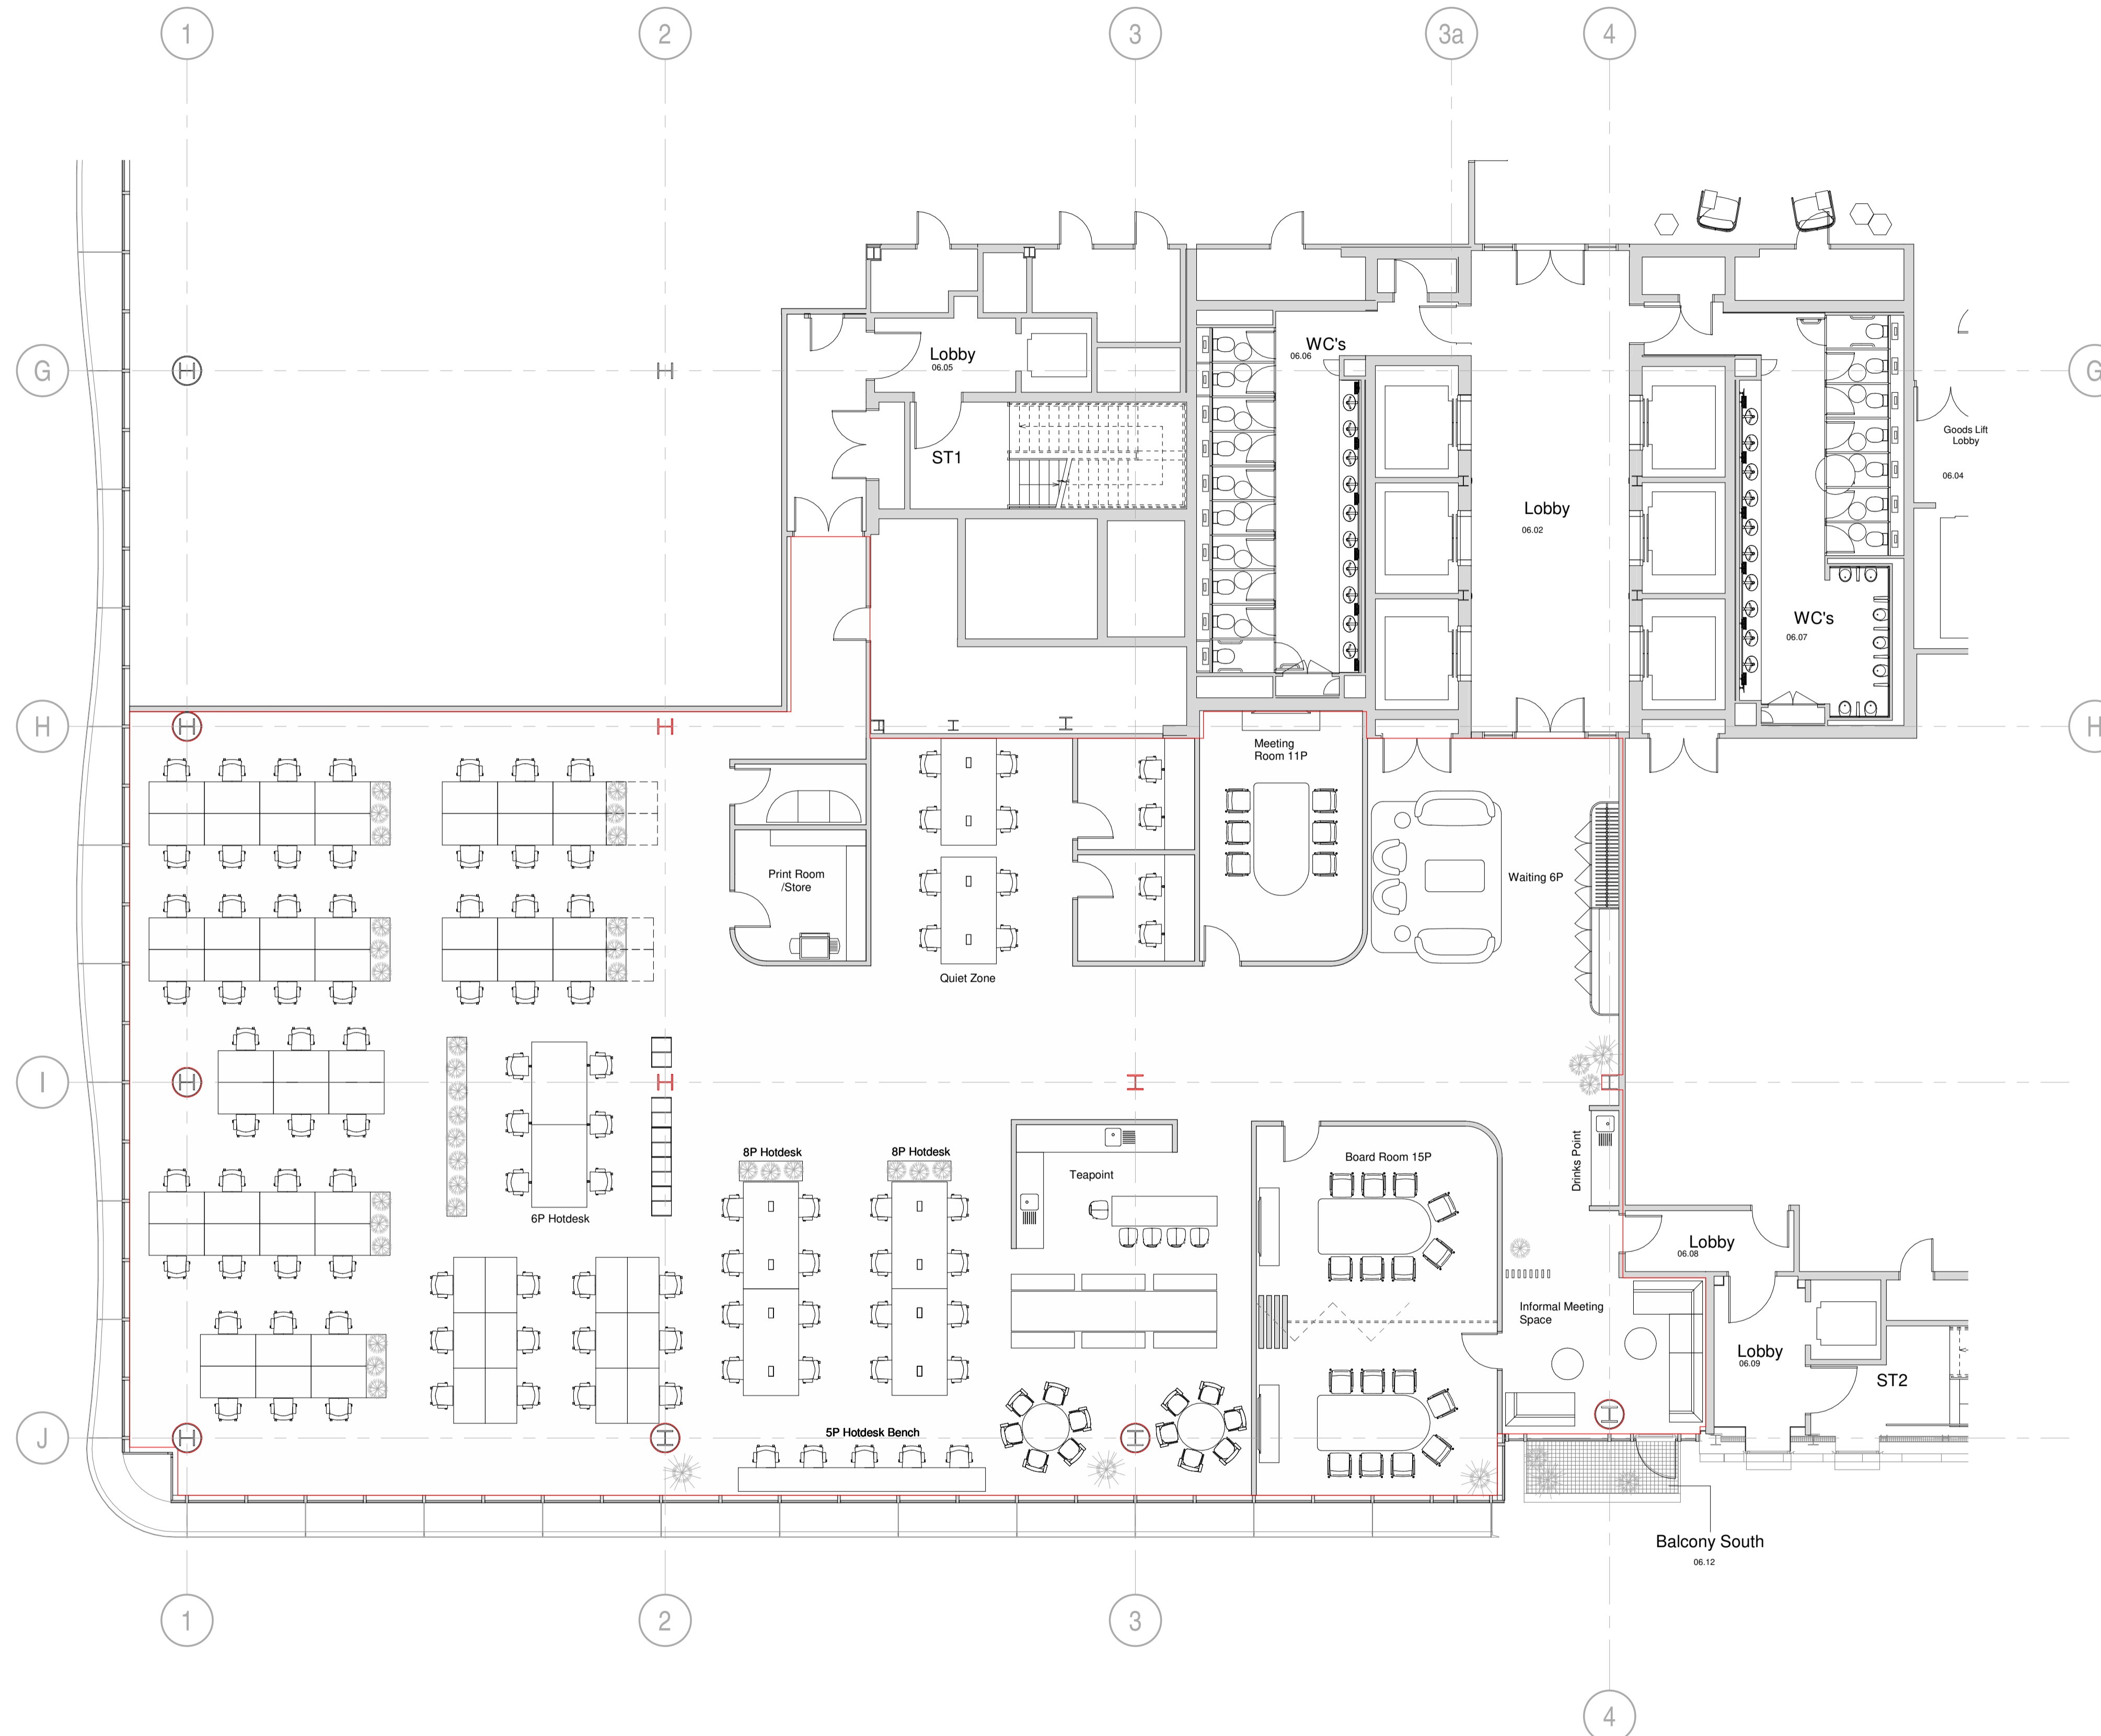 1
2
3
3a
4
G
G
Lobby
06.05
WC's
06.06
ST1
Goods Lift
Lobby
06.04
Lobby
06.02
WC's
06.07
H
H
Meeting
Room 11P
Print Room
/Store
Waiting 6P
Quiet Zone
I
8P Hotdesk
8P Hotdesk
Teapoint
Board Room 15P
Drinks Point
6P Hotdesk
Lobby
06.08
Informal Meeting
Space
Lobby
06.09
ST2
J
5P Hotdesk Bench
Balcony South
06.12
1
2
3
4